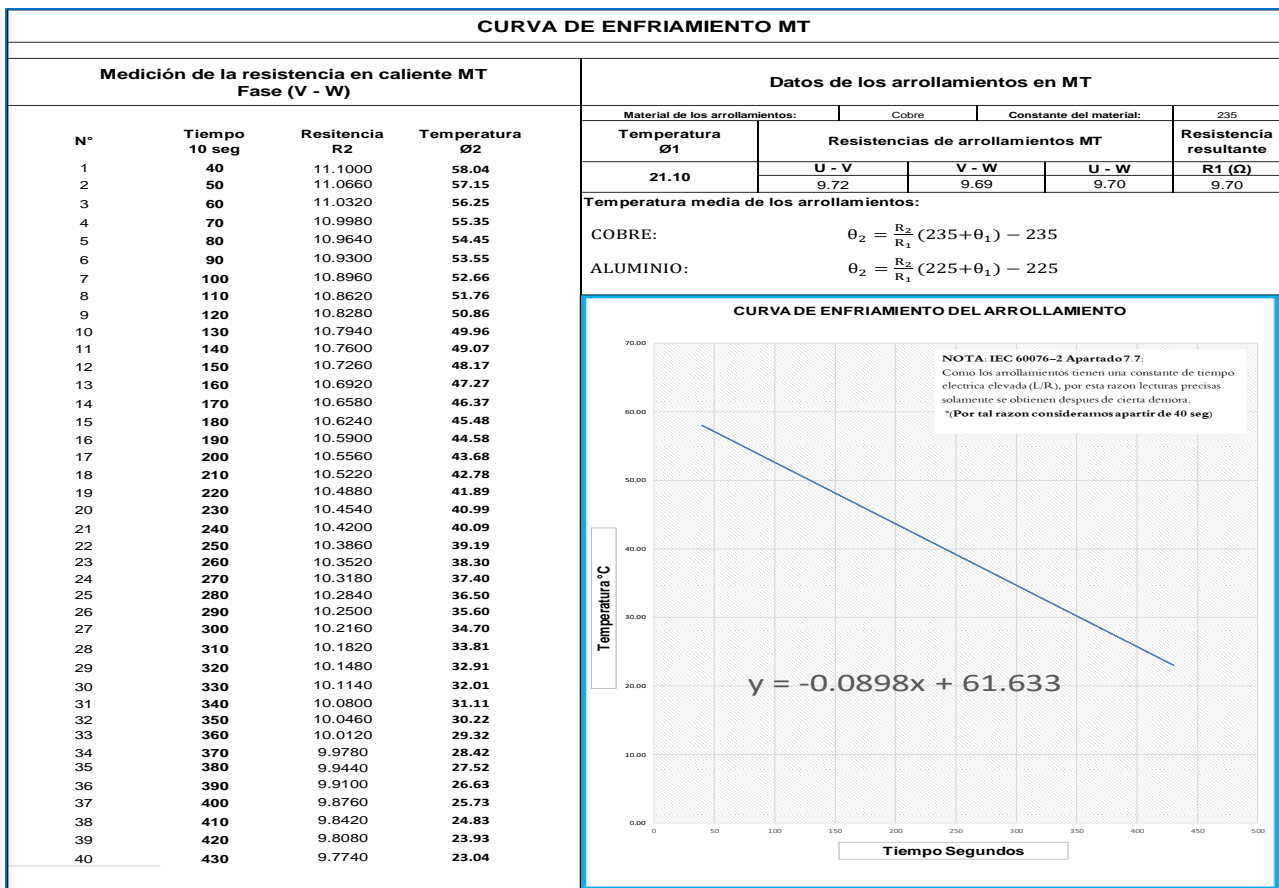 CURVA DE ENFRIAMIENTO MT
Medición de la resistencia en caliente MT
Fase (V - W)
N° Tiempo 10 seg Resitencia R2 Temperatura Ø2
1 40 11.1000 58.04
2 50 11.0660 57.15
3 60 11.0320 56.25
4 70 10.9980 55.35
5 80 10.9640 54.45
6 90 10.9300 53.55
7 100 10.8960 52.66
8 110 10.8620 51.76
9 120 10.8280 50.86
10 130 10.7940 49.96
11 140 10.7600 49.07
12 150 10.7260 48.17
13 160 10.6920 47.27
14 170 10.6580 46.37
15 180 10.6240 45.48
16 190 10.5900 44.58
17 200 10.5560 43.68
18 210 10.5220 42.78
19 220 10.4880 41.89
20 230 10.4540 40.99
21 240 10.4200 40.09
22 250 10.3860 39.19
23 260 10.3520 38.30
24 270 10.3180 37.40
25 280 10.2840 36.50
26 290 10.2500 35.60
27 300 10.2160 34.70
28 310 10.1820 33.81
29 320 10.1480 32.91
30 330 10.1140 32.01
31 340 10.0800 31.11
32 350 10.0460 30.22
33 360 10.0120 29.32
34 370 9.9780 28.42
35 380 9.9440 27.52
36 390 9.9100 26.63
37 400 9.8760 25.73
38 410 9.8420 24.83
39 420 9.8080 23.93
40 430 9.7740 23.04
Datos de los arrollamientos en MT
Material de los arrollamientos: Cobre Constante del material: 235
Temperatura Ø1 Resistencias de arrollamientos MT Resistencia resultante
U - V V - W U - W R1 (Ω)
21.10 9.72 9.69 9.70 9.70
Temperatura media de los arrollamientos:
COBRE: θ₂ = R₂/R₁ (235+θ₁) − 235
ALUMINIO: θ₂ = R₂/R₁ (225+θ₁) − 225
CURVA DE ENFRIAMIENTO DEL ARROLLAMIENTO
NOTA: IEC 60076–2 Apartado 7.7:
Como los arrollamientos tienen una constante de tiempo
electrica elevada (L/R), por esta razon lecturas precisas
solamente se obtienen despues de cierta demora.
*(Por tal razon consideramos apartir de 40 seg)
70.00
60.00
50.00
40.00
30.00
20.00
10.00
0.00
Temperatura °C
y = -0.0898x + 61.633
0 50 100 150 200 250 300 350 400 450 500
Tiempo Segundos